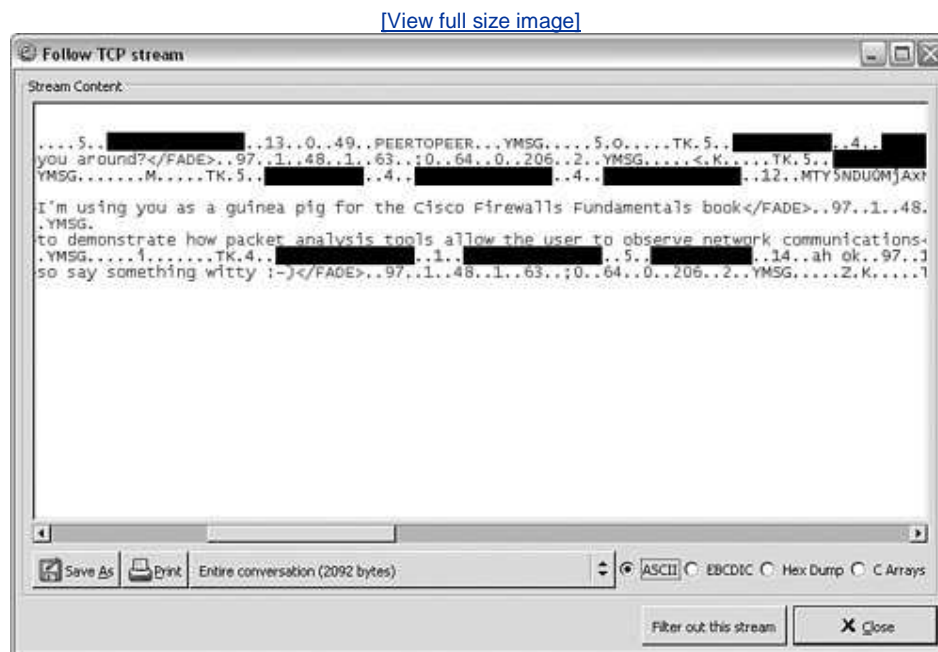 [View full size image]
Follow TCP stream
Stream Content
....5.. ..13..0..49..PEERTOPEER...YMSG.....5.o.....TK.5.. ..4..
you around?</FADE>..97..1..48..1..63..;0..64..0..206..2..YMSG.....<.K.....TK.5..
YMSG.......M.....TK.5.. ..4.. ..4.. ..12..
I'm using you as a guinea pig for the Cisco Firewalls Fundamentals book</FADE>..97..1..48.
.YMSG.
to demonstrate how packet analysis tools allow the user to observe network communications<
.YMSG.....i.......TK.4.. ..1.. ..5.. ..14..ah ok..97..1
so say something witty :-)</FADE>..97..1..48..1..63..;0..64..0..206..2..YMSG.....Z.K.....T
Save As Print Entire conversation (2092 bytes) ASCII EBCDIC Hex Dump C Arrays
Filter out this stream Close